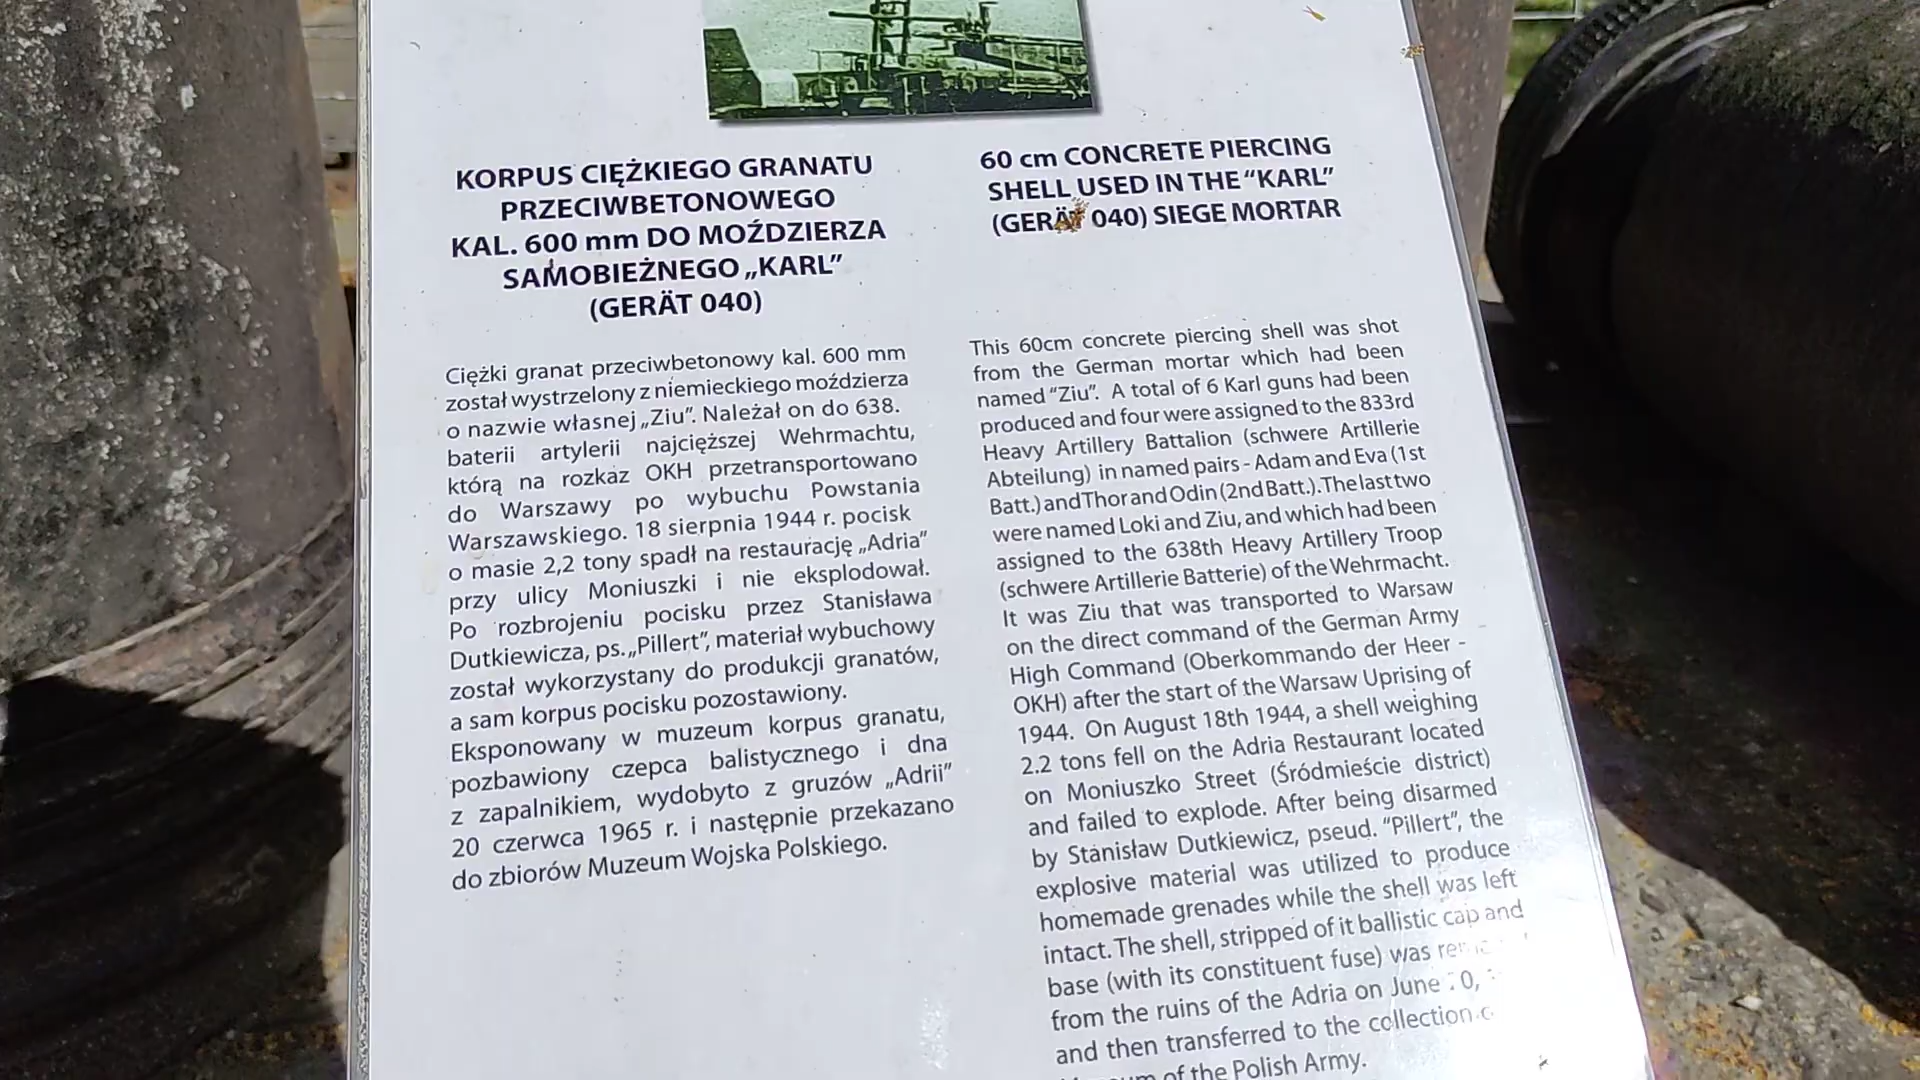 KORPUS CIĘŻKIEGO GRANATU
PRZECIWBETONOWEGO
KAL. 600 mm DO MOŹDZIERZA
SAMOBIEŻNEGO „KARL”
(GERÄT 040)
Ciężki granat przeciwbetonowy kal. 600 mm
został wystrzelony z niemieckiego moździerza
o nazwie własnej „Ziu”. Należał on do 638.
baterii artylerii najcięższej Wehrmachtu,
którą na rozkaz OKH przetransportowano
do Warszawy po wybuchu Powstania
Warszawskiego. 18 sierpnia 1944 r. pocisk
o masie 2,2 tony spadł na restaurację „Adria”
przy ulicy Moniuszki i nie eksplodował.
Po rozbrojeniu pocisku przez Stanisława
Dutkiewicza, ps. „Pillert”, materiał wybuchowy
został wykorzystany do produkcji granatów,
a sam korpus pocisku pozostawiony.
Eksponowany w muzeum korpus granatu,
pozbawiony czepca balistycznego i dna
z zapalnikiem, wydobyto z gruzów „Adrii”
20 czerwca 1965 r. i następnie przekazano
do zbiorów Muzeum Wojska Polskiego.
60 cm CONCRETE PIERCING
SHELL USED IN THE “KARL”
(GERÄT 040) SIEGE MORTAR
This 60cm concrete piercing shell was shot
from the German mortar which had been
named “Ziu”. A total of 6 Karl guns had been
produced and four were assigned to the 833rd
Heavy Artillery Battalion (schwere Artillerie
Abteilung) in named pairs - Adam and Eva (1st
Batt.) and Thor and Odin (2nd Batt.). The last two
were named Loki and Ziu, and which had been
assigned to the 638th Heavy Artillery Troop
(schwere Artillerie Batterie) of the Wehrmacht.
It was Ziu that was transported to Warsaw
on the direct command of the German Army
High Command (Oberkommando der Heer -
OKH) after the start of the Warsaw Uprising of
1944. On August 18th 1944, a shell weighing
2.2 tons fell on the Adria Restaurant located
on Moniuszko Street (Śródmieście district)
and failed to explode. After being disarmed
by Stanisław Dutkiewicz, pseud. “Pillert”, the
explosive material was utilized to produce
homemade grenades while the shell was left
intact. The shell, stripped of it ballistic cap and
base (with its constituent fuse) was
from the ruins of the Adria on June
and then transferred to the collection
of the Polish Army.